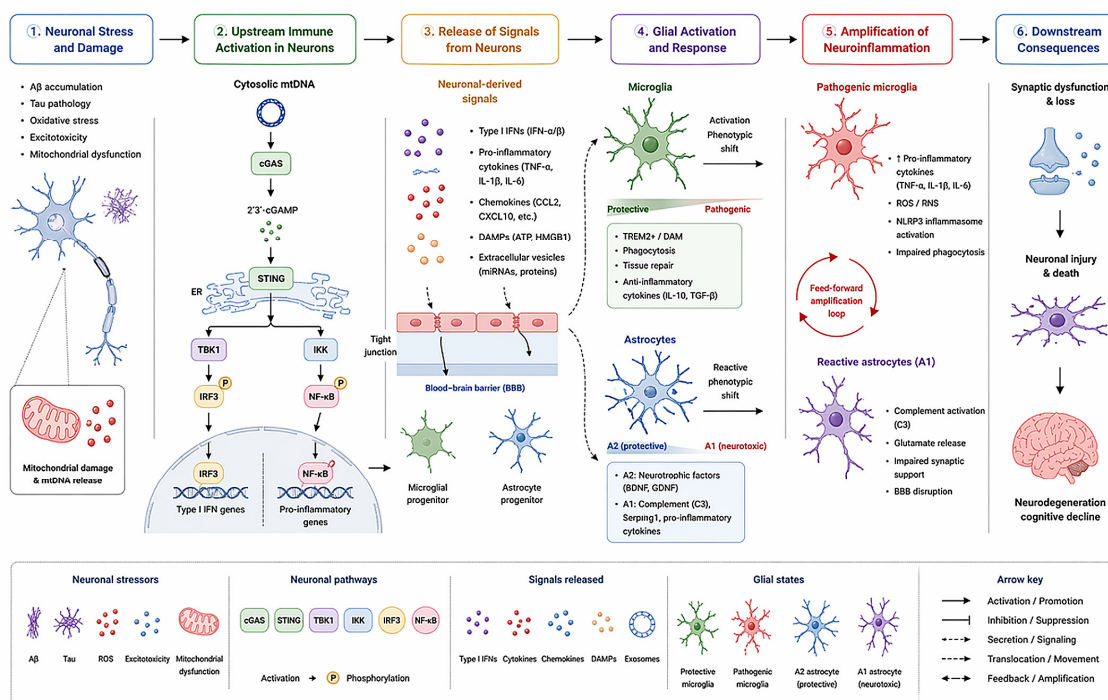 ①. Neuronal Stress
and Damage
②. Upstream Immune
Activation in Neurons
③. Release of Signals
from Neurons
④. Glial Activation
and Response
⑤. Amplification of
Neuroinflammation
⑥. Downstream
Consequences
• Aβ accumulation
• Tau pathology
• Oxidative stress
• Excitotoxicity
• Mitochondrial dysfunction
Mitochondrial damage
& mtDNA release
Cytosolic mtDNA
cGAS
2'3'-cGAMP
STING
ER
TBK1
IKK
P
IRF3
P
NF-κB
IRF3
NF-κB
Type I IFN genes
Pro-inflammatory
genes
Neuronal-derived
signals
• Type I IFNs (IFN-α/β)
• Pro-inflammatory
cytokines (TNF-α,
IL-1β, IL-6)
• Chemokines (CCL2,
CXCL10, etc.)
• DAMPs (ATP, HMGB1)
• Extracellular vesicles
(miRNAs, proteins)
Tight
junction
Blood-brain barrier (BBB)
Microglial
progenitor
Astrocyte
progenitor
Microglia
Activation
Phenotypic
shift
Protective
Pathogenic
• TREM2+ / DAM
• Phagocytosis
• Tissue repair
• Anti-inflammatory
cytokines (IL-10, TGF-β)
Astrocytes
Reactive
phenotypic
shift
A2 (protective)
A1 (neurotoxic)
• A2: Neurotrophic factors
(BDNF, GDNF)
• A1: Complement (C3),
Serping1, pro-inflammatory
cytokines
Pathogenic microglia
• ↑ Pro-inflammatory
cytokines
(TNF-α, IL-1β, IL-6)
• ROS / RNS
• NLRP3 inflammasome
activation
• Impaired phagocytosis
Feed-forward
amplification
loop
Reactive astrocytes (A1)
• Complement activation
(C3)
• Glutamate release
• Impaired synaptic
support
• BBB disruption
Synaptic dysfunction
& loss
Neuronal injury
& death
Neurodegeneration
cognitive decline
Neuronal stressors
Aβ
Tau
ROS
Excitotoxicity
Mitochondrial
dysfunction
Neuronal pathways
cGAS
STING
TBK1
IKK
IRF3
NF-κB
Activation → P Phosphorylation
Signals released
Type I IFNs
Cytokines
Chemokines
DAMPs
Exosomes
Glial states
Protective
microglia
Pathogenic
microglia
A2 astrocyte
(protective)
A1 astrocyte
(neurotoxic)
Arrow key
Activation / Promotion
Inhibition / Suppression
Secretion / Signaling
Translocation / Movement
Feedback / Amplification